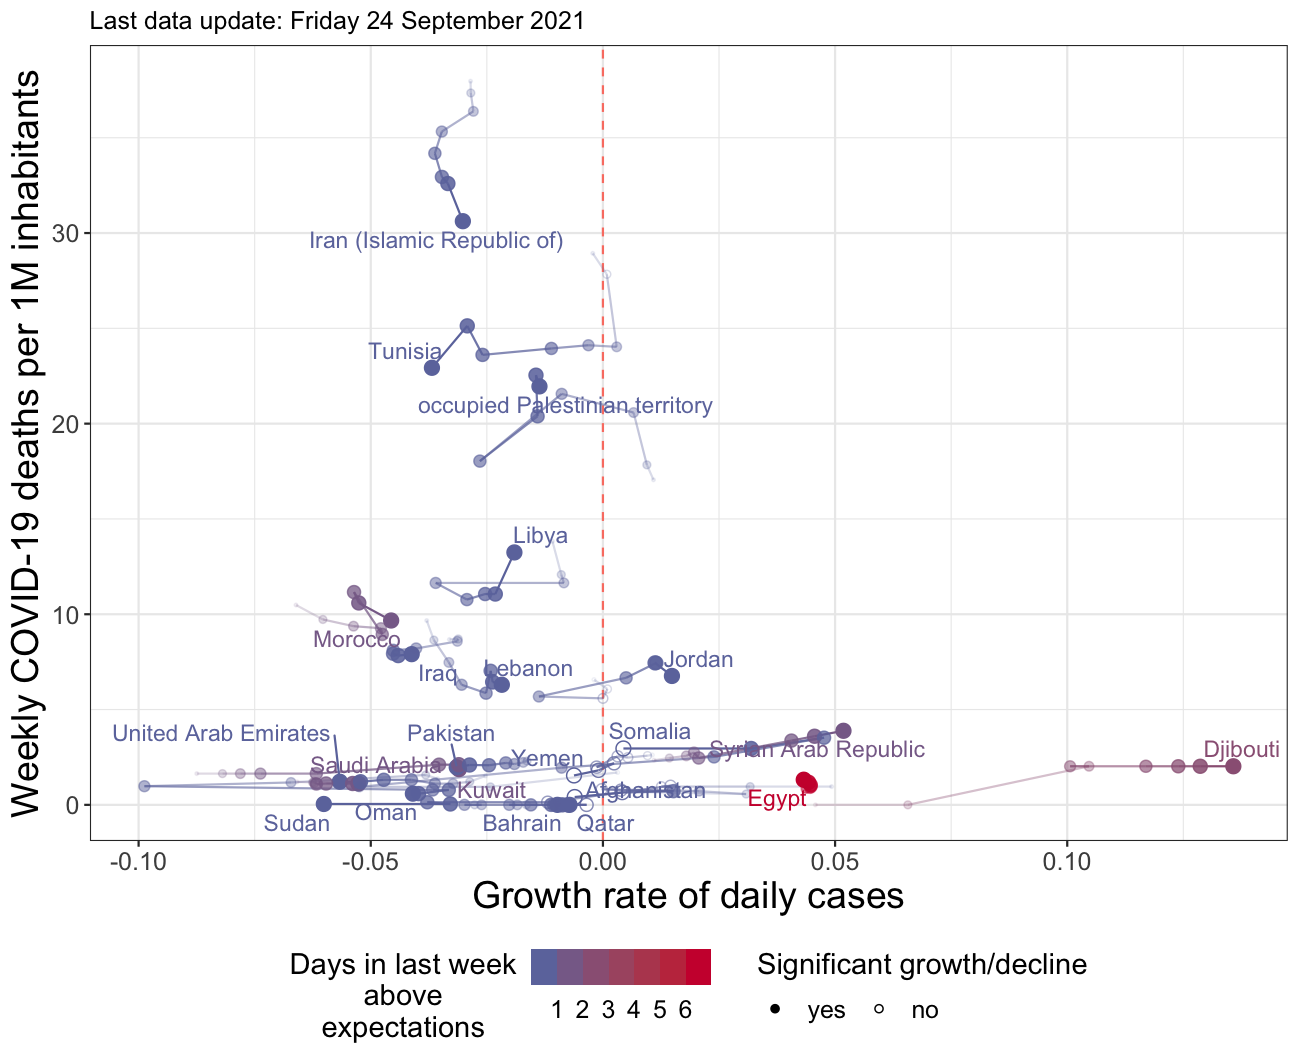 Last data update: Friday 24 September 2021
Weekly COVID-19 deaths per 1M inhabitants
30
20
10
0
Iran (Islamic Republic of)
Tunisia
occupied Palestinian territory
Libya
Morocco
Iraq
Lebanon
Jordan
United Arab Emirates
Pakistan
Somalia
Saudi Arabia
Yemen
Syrian Arab Republic
Djibouti
Kuwait
Afghanistan
Egypt
Oman
Sudan
Bahrain
Qatar
-0.10
-0.05
0.00
0.05
0.10
Growth rate of daily cases
Days in last week
above
expectations
1 2 3 4 5 6
Significant growth/decline
yes
no